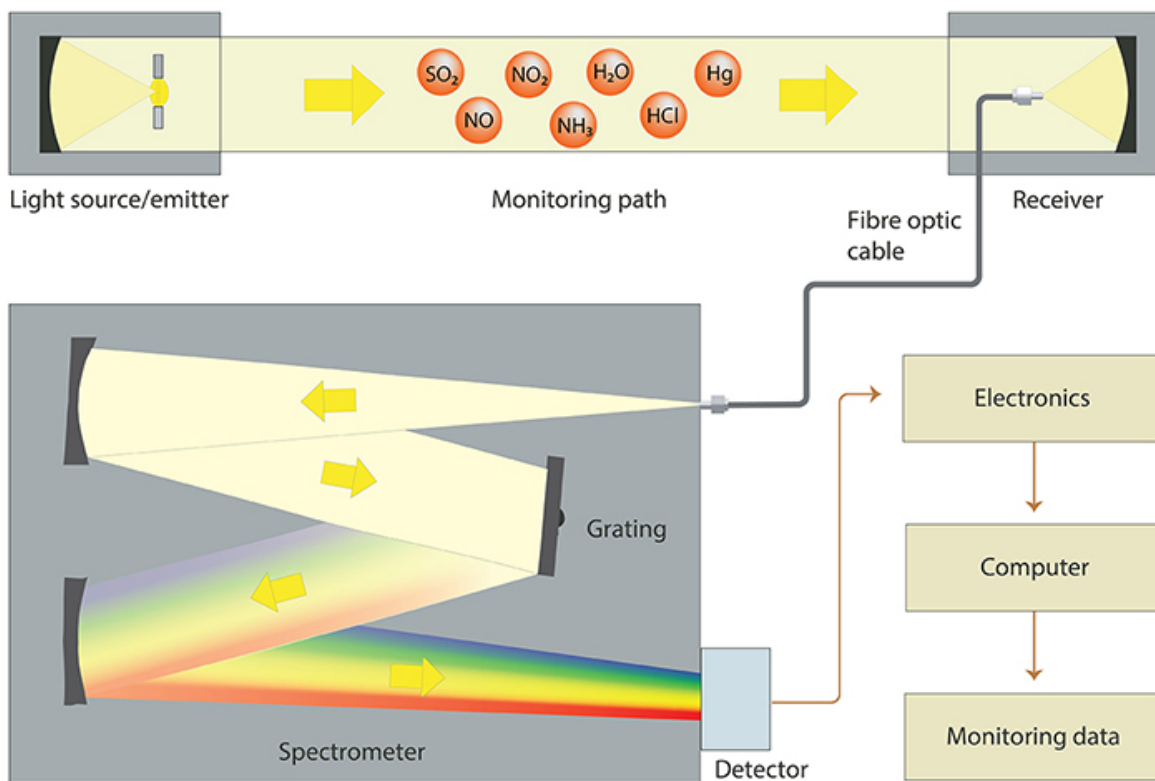 SO₂
NO₂
H₂O
Hg
NO
NH₃
HCl
Light source/emitter
Monitoring path
Receiver
Fibre optic
cable
Electronics
Grating
Computer
Monitoring data
Spectrometer
Detector